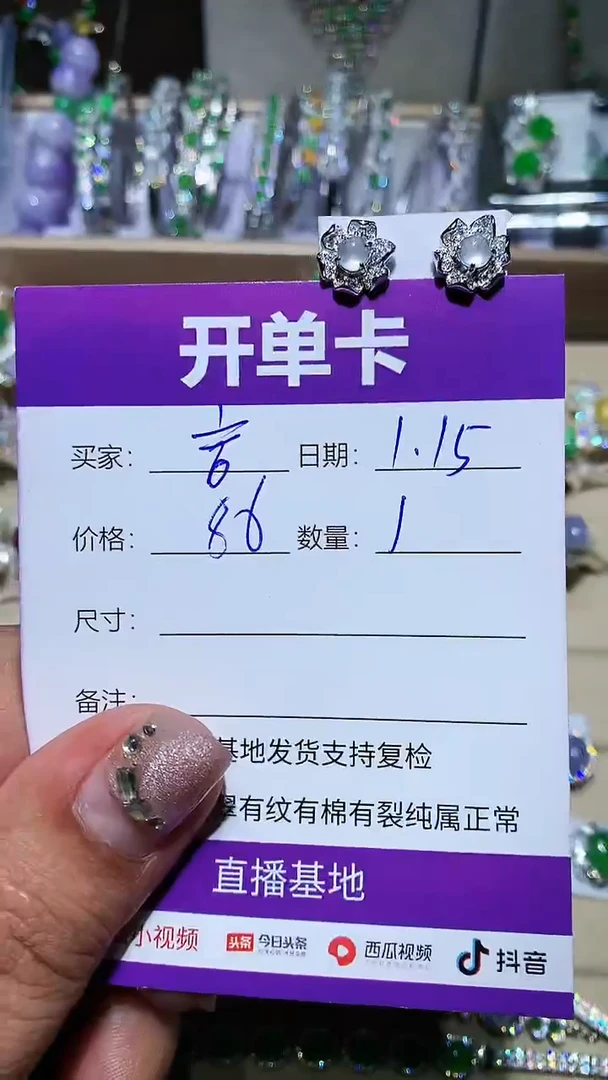 开单卡
买家： 日期：1.15
价格：86 数量：1
尺寸：
备注：
基地发货支持复检
翠有纹有棉有裂纯属正常
直播基地
小视频 头条 今日头条 西瓜视频 抖音